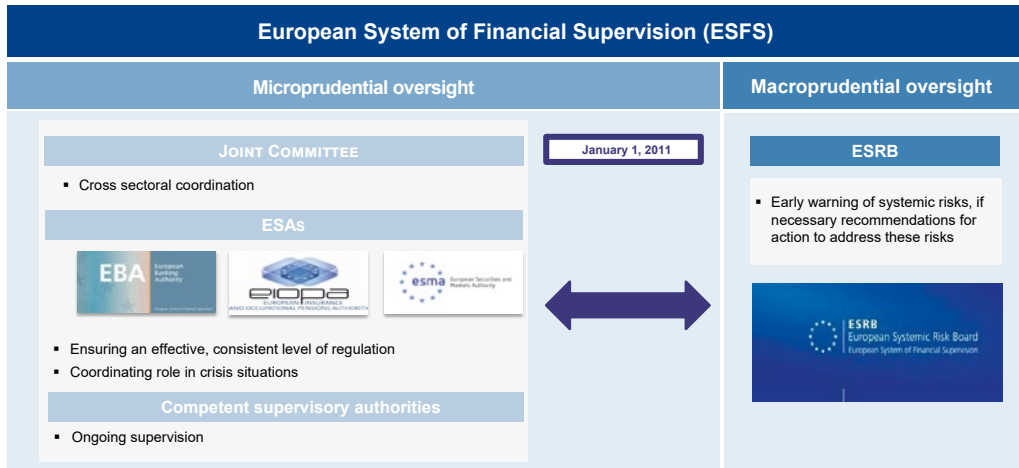 European System of Financial Supervision (ESFS)
Microprudential oversight
Macroprudential oversight
JOINT COMMITTEE
▪ Cross sectoral coordination
ESAs
EBA
European
Banking
Authority
eiopa
EUROPEAN INSURANCE
AND OCCUPATIONAL PENSIONS AUTHORITY
esma
European Securities and
Markets Authority
▪ Ensuring an effective, consistent level of regulation
▪ Coordinating role in crisis situations
Competent supervisory authorities
▪ Ongoing supervision
January 1, 2011
ESRB
▪ Early warning of systemic risks, if
necessary recommendations for
action to address these risks
ESRB
European Systemic Risk Board
European System of Financial Supervision